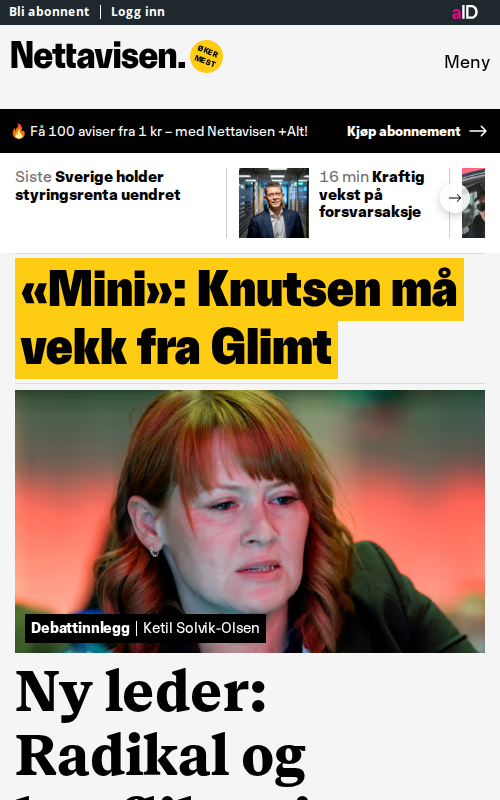 Bli abonnent | Logg inn
aID
Nettavisen.
ØKER
MEST
Meny
🔥 Få 100 aviser fra 1 kr – med Nettavisen +Alt!
Kjøp abonnement →
Siste Sverige holder
styringsrenta uendret
16 min Kraftig
vekst på
forsvarsaksje
«Mini»: Knutsen må
vekk fra Glimt
Debattinnlegg | Ketil Solvik-Olsen
Ny leder:
Radikal og